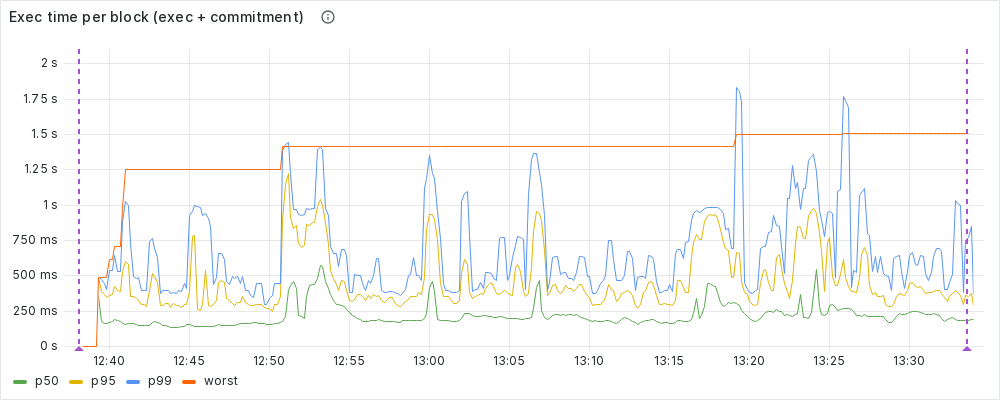 Exec time per block (exec + commitment)
2 s
1.75 s
1.5 s
1.25 s
1 s
750 ms
500 ms
250 ms
0 s
12:40 12:45 12:50 12:55 13:00 13:05 13:10 13:15 13:20 13:25 13:30
p50 p95 p99 worst